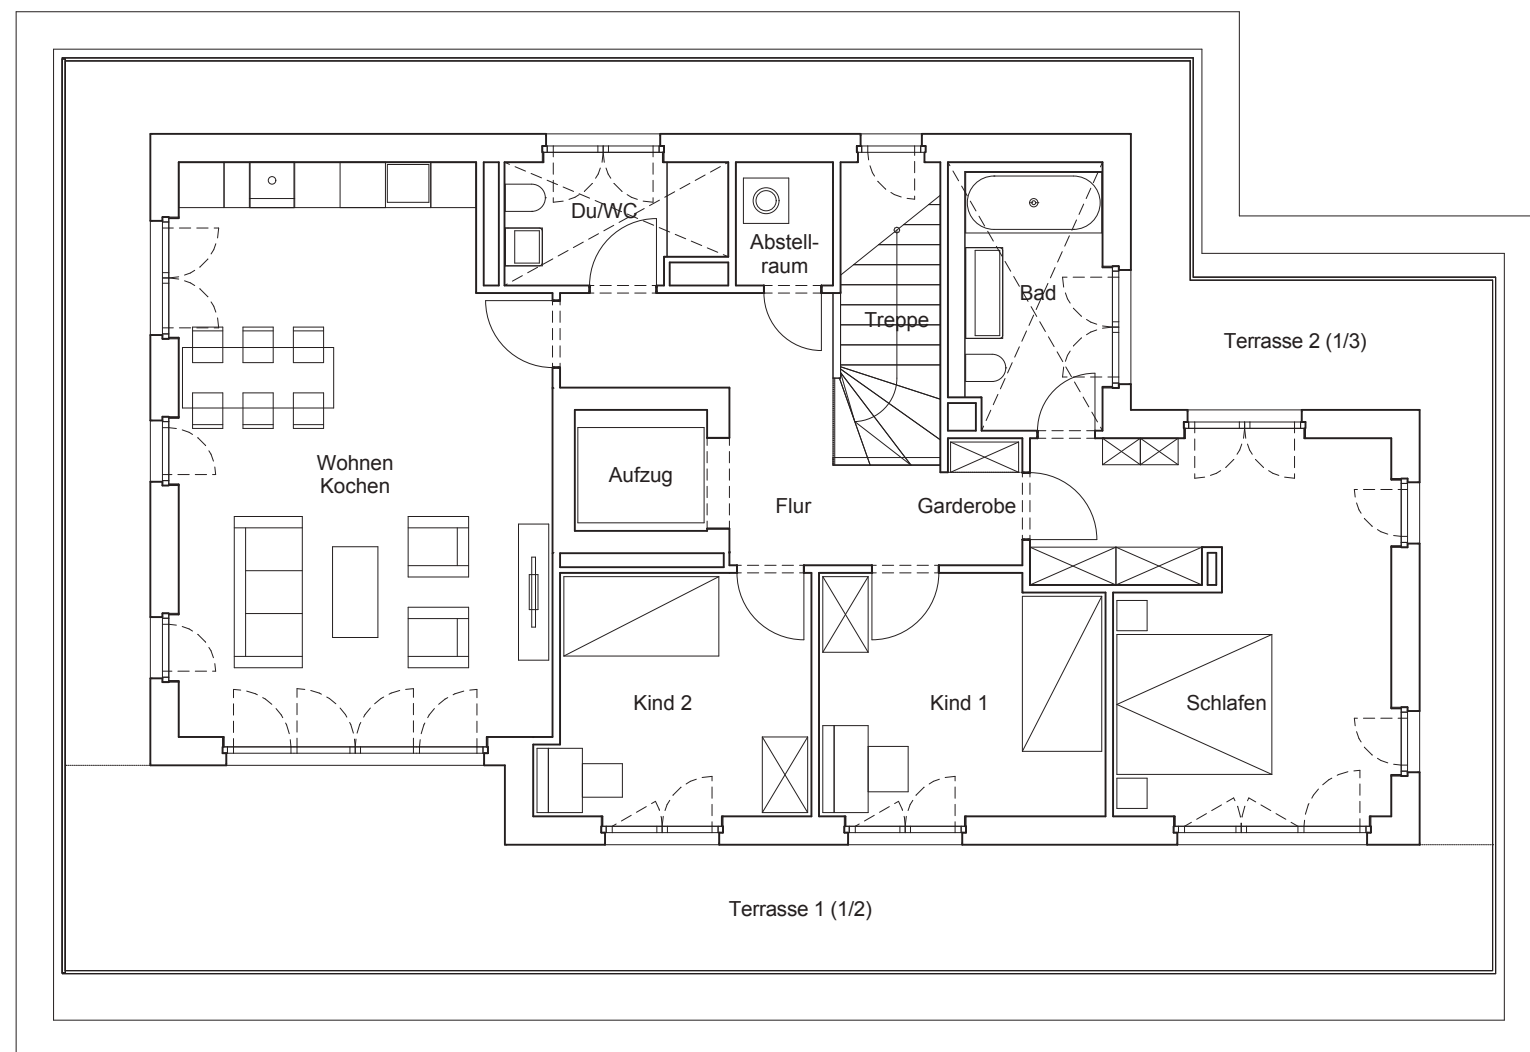 Du/WC
Abstell-
raum
Treppe
Bad
Terrasse 2 (1/3)
Wohnen
Kochen
Aufzug
Flur
Garderobe
Kind 2
Kind 1
Schlafen
Terrasse 1 (1/2)